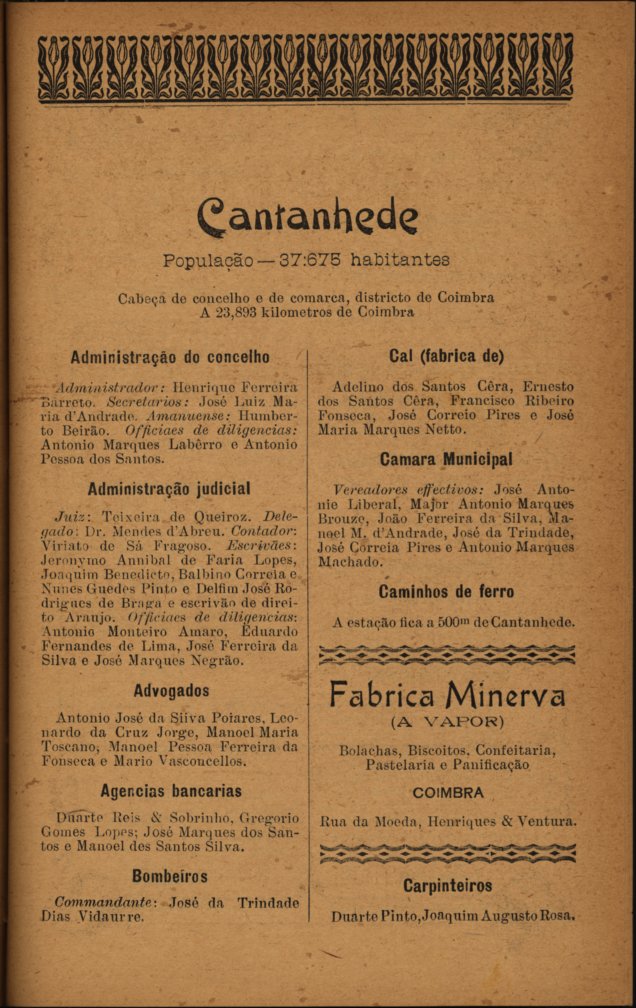 Cantanhede
População — 37:675 habitantes
Cabeça de concelho e de comarca, districto de Coimbra
A 23,893 kilometros de Coimbra
Administração do concelho
Administrador: Henrique Ferreira
Barreto. Secretarios: José Luiz Ma-
ria d'Andrade. Amanuense: Humber-
to Beirão. Officiaes de diligencias:
Antonio Marques Labêrro e Antonio
Pessoa dos Santos.
Administração judicial
Juiz: Teixeira de Queiroz. Dele-
gado: Dr. Mendes d'Abreu. Contador:
Viriato de Sá Fragoso. Escrivães:
Jeronymo Annibal de Faria Lopes,
Joaquim Benedicto, Balbino Correia e
Nunes Guedes Pinto e Delfim José Ro-
drigues de Braga e escrivão de direi-
to Araujo. Officiaes de diligencias:
Antonio Monteiro Amaro, Eduardo
Fernandes de Lima, José Ferreira da
Silva e José Marques Negrão.
Advogados
Antonio José da Siiva Poiares, Leo-
nardo da Cruz Jorge, Manoel Maria
Toscano, Manoel Pessoa Ferreira da
Fonseca e Mario Vasconcellos.
Agencias bancarias
Duarte Reis & Sobrinho, Gregorio
Gomes Lopes; José Marques dos San-
tos e Manoel des Santos Silva.
Bombeiros
Commandante: José da Trindade
Dias Vidaurre.
Cal (fabrica de)
Adelino dos Santos Cêra, Ernesto
dos Santos Cêra, Francisco Ribeiro
Fonseca, José Correio Pires e José
Maria Marques Netto.
Camara Municipal
Vereadores effectivos: José Anto-
nio Liberal, Major Antonio Marques
Brouze, João Ferreira da Silva, Ma-
noel M. d'Andrade, José da Trindade,
José Correia Pires e Antonio Marques
Machado.
Caminhos de ferro
A estação fica a 500m de Cantanhede.
Fabrica Minerva
(A VAPOR)
Bolachas, Biscoitos, Confeitaria,
Pastelaria e Panificação
COIMBRA
Rua da Moeda, Henriques & Ventura.
Carpinteiros
Duarte Pinto, Joaquim Augusto Rosa.